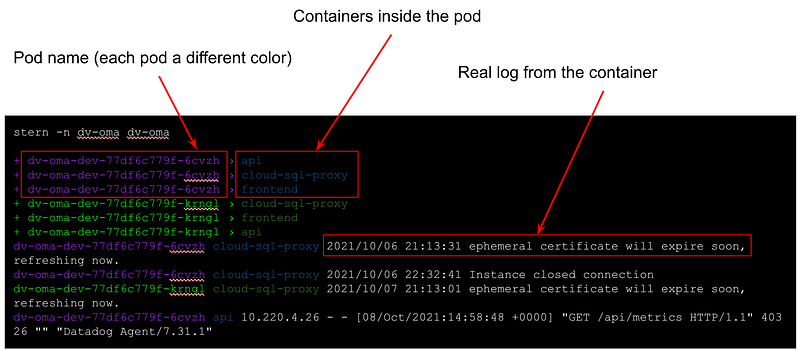 Containers inside the pod
Pod name (each pod a different color)
Real log from the container
stern -n dv-oma dv-oma
+ dv-oma-dev-77df6c779f-6cvzh › api
+ dv-oma-dev-77df6c779f-6cvzh › cloud-sql-proxy
+ dv-oma-dev-77df6c779f-6cvzh › frontend
+ dv-oma-dev-77df6c779f-krngl › cloud-sql-proxy
+ dv-oma-dev-77df6c779f-krngl › frontend
+ dv-oma-dev-77df6c779f-krngl › api
dv-oma-dev-77df6c779f-6cvzh cloud-sql-proxy 2021/10/06 21:13:31 ephemeral certificate will expire soon,
refreshing now.
dv-oma-dev-77df6c779f-6cvzh cloud-sql-proxy 2021/10/06 22:32:41 Instance closed connection
dv-oma-dev-77df6c779f-krngl cloud-sql-proxy 2021/10/07 21:13:01 ephemeral certificate will expire soon,
refreshing now.
dv-oma-dev-77df6c779f-6cvzh api 10.220.4.26 - - [08/Oct/2021:14:58:48 +0000] "GET /api/metrics HTTP/1.1" 403
26 "" "Datadog Agent/7.31.1"